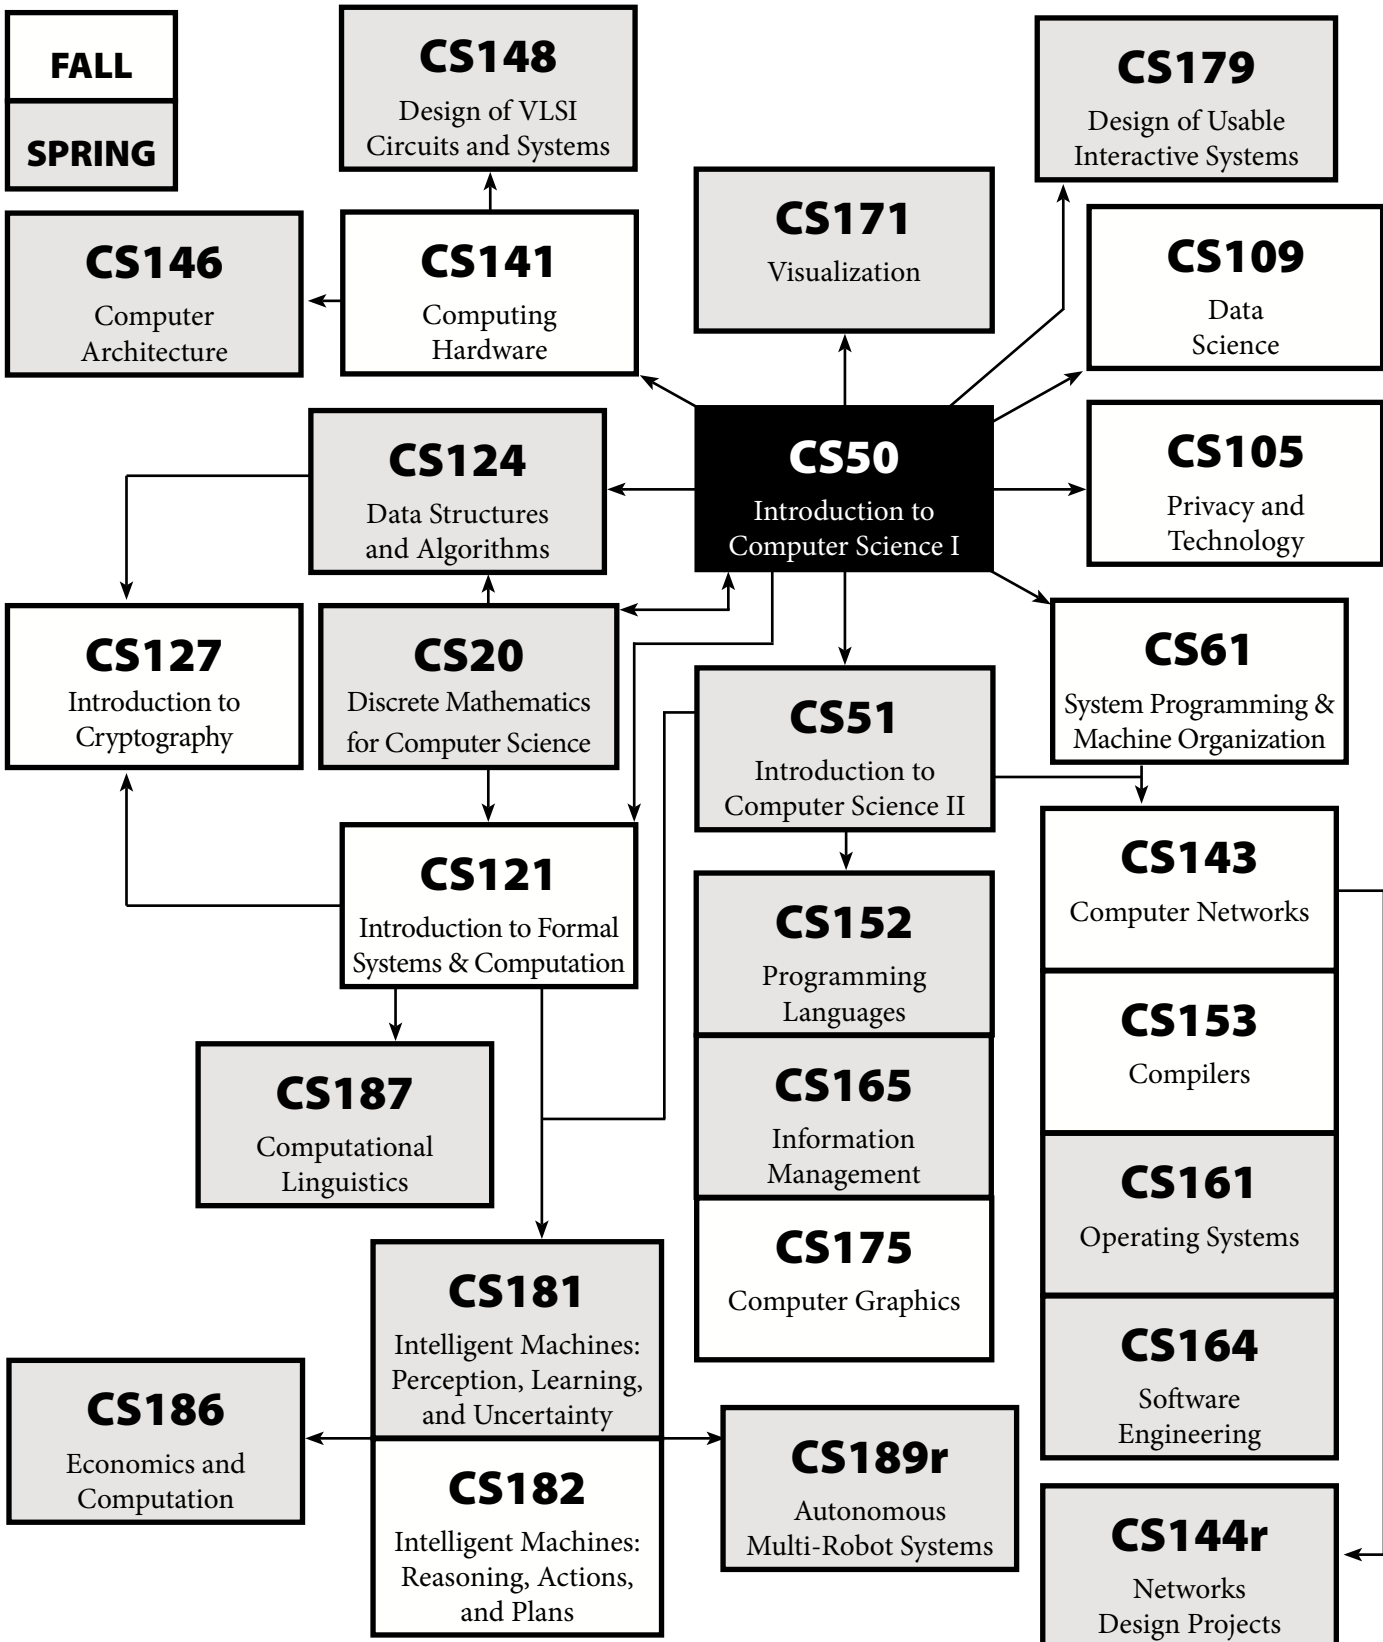 FALL
SPRING
CS148
Design of VLSI
Circuits and Systems
CS179
Design of Usable
Interactive Systems
CS146
Computer
Architecture
CS141
Computing
Hardware
CS171
Visualization
CS109
Data
Science
CS124
Data Structures
and Algorithms
CS50
Introduction to
Computer Science I
CS105
Privacy and
Technology
CS127
Introduction to
Cryptography
CS20
Discrete Mathematics
for Computer Science
CS51
Introduction to
Computer Science II
CS61
System Programming &
Machine Organization
CS121
Introduction to Formal
Systems & Computation
CS152
Programming
Languages
CS143
Computer Networks
CS153
Compilers
CS187
Computational
Linguistics
CS165
Information
Management
CS161
Operating Systems
CS175
Computer Graphics
CS181
Intelligent Machines:
Perception, Learning,
and Uncertainty
CS164
Software
Engineering
CS186
Economics and
Computation
CS182
Intelligent Machines:
Reasoning, Actions,
and Plans
CS189r
Autonomous
Multi-Robot Systems
CS144r
Networks
Design Projects